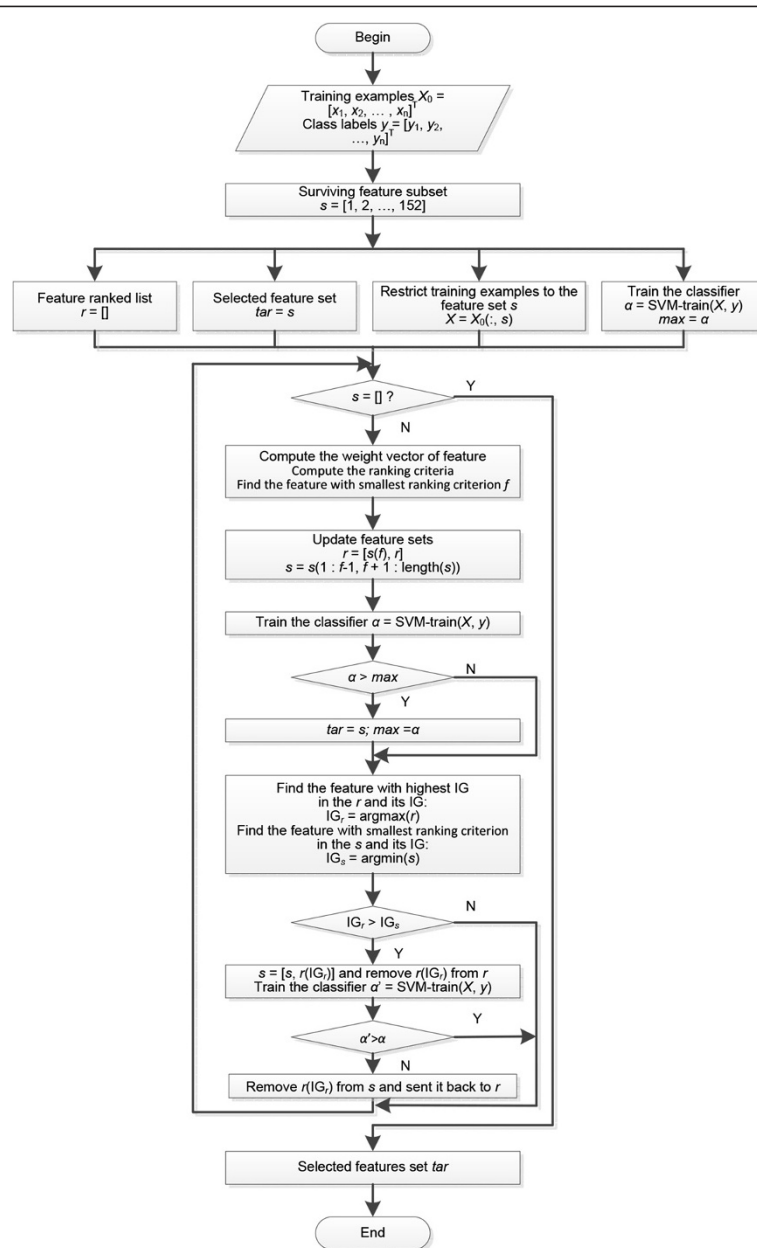 Begin
Training examples X₀ =
[x₁, x₂, … , xₙ]ᵀ
Class labels y = [y₁, y₂,
…, yₙ]ᵀ
Surviving feature subset
s = [1, 2, …, 152]
Feature ranked list
r = []
Selected feature set
tar = s
Restrict training examples to the
feature set s
X = X₀(:, s)
Train the classifier
α = SVM-train(X, y)
max = α
s = [] ?
Y
N
Compute the weight vector of feature
Compute the ranking criteria
Find the feature with smallest ranking criterion f
Update feature sets
r = [s(f), r]
s = s(1 : f-1, f + 1 : length(s))
Train the classifier α = SVM-train(X, y)
α > max
N
Y
tar = s; max =α
Find the feature with highest IG
in the r and its IG:
IGᵣ = argmax(r)
Find the feature with smallest ranking criterion
in the s and its IG:
IGₛ = argmin(s)
IGᵣ > IGₛ
N
Y
s = [s, r(IGᵣ)] and remove r(IGᵣ) from r
Train the classifier α' = SVM-train(X, y)
α'>α
Y
N
Remove r(IGᵣ) from s and sent it back to r
Selected features set tar
End